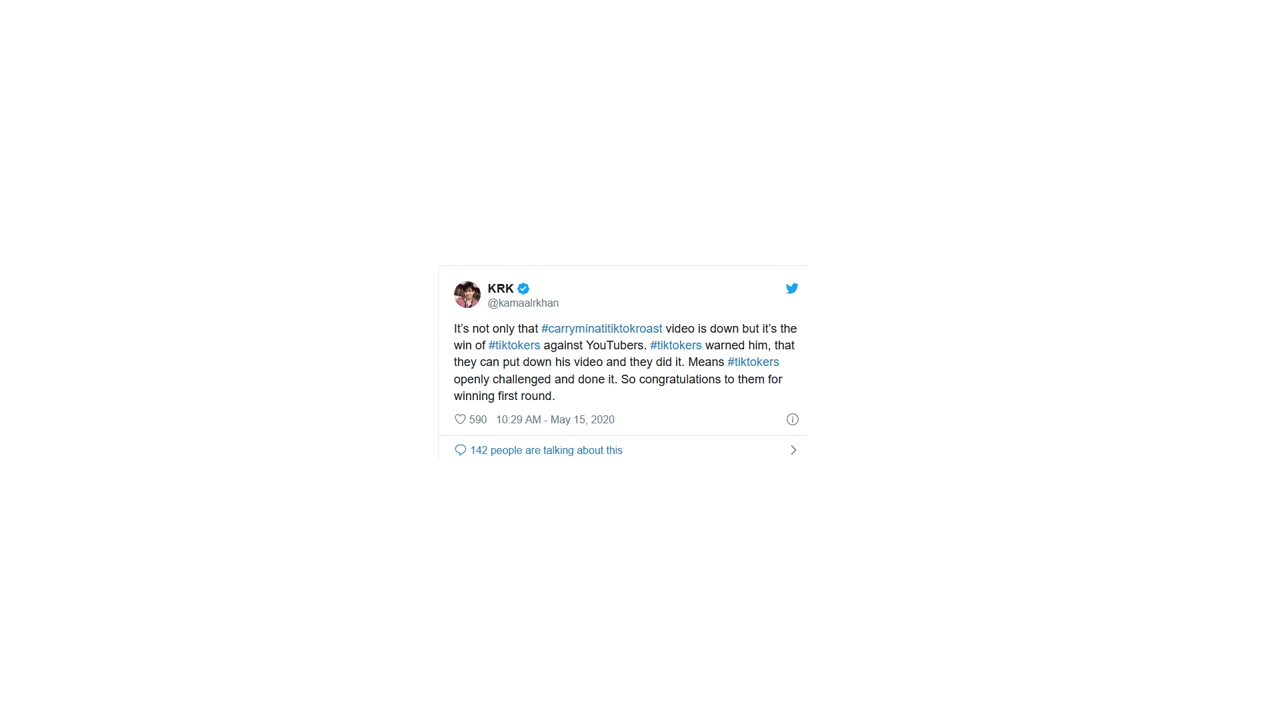 KRK
@kamaalrkhan
It's not only that #carryminatitiktokroast video is down but it's the
win of #tiktokers against YouTubers. #tiktokers warned him, that
they can put down his video and they did it. Means #tiktokers
openly challenged and done it. So congratulations to them for
winning first round.
590 10:29 AM - May 15, 2020
142 people are talking about this